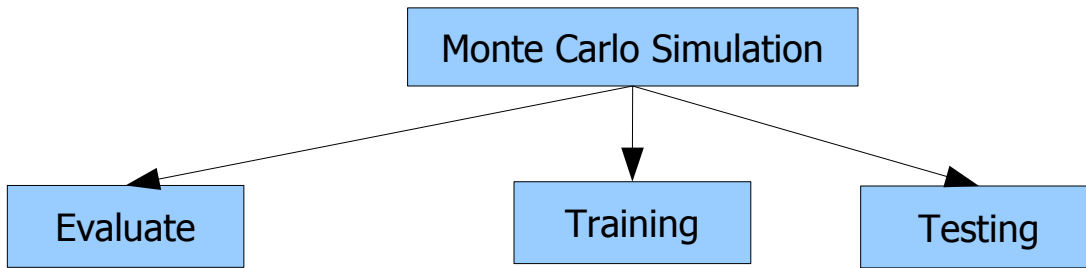 Monte Carlo Simulation
Evaluate
Training
Testing